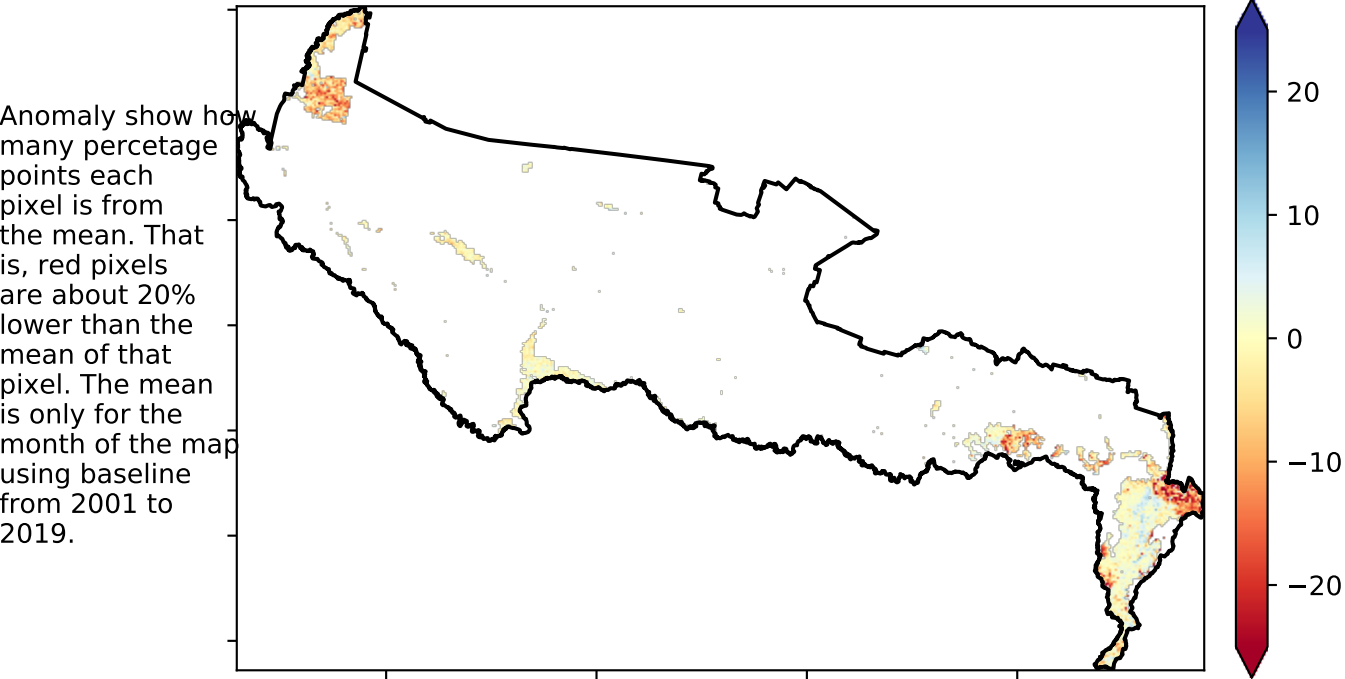 Anomaly show how
many percetage
points each
pixel is from
the mean. That
is, red pixels
are about 20%
lower than the
mean of that
pixel. The mean
is only for the
month of the map
using baseline
from 2001 to
2019.
20
10
0
−10
−20